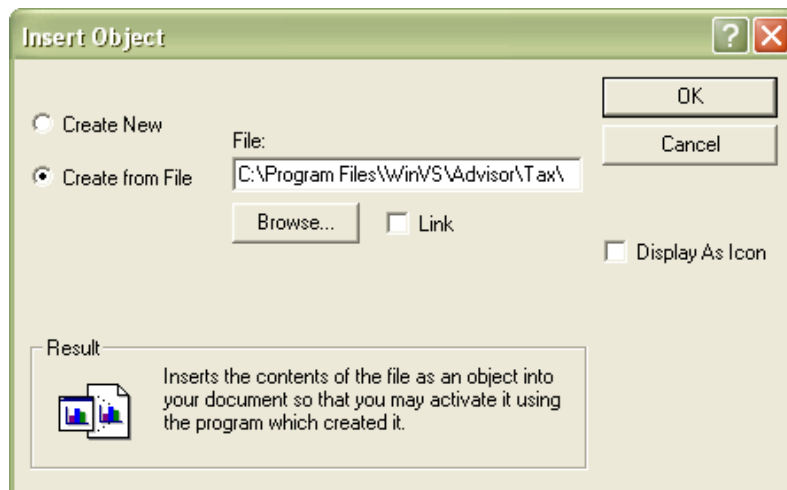 Insert Object
OK
Create New
File:
Cancel
Create from File
C:\Program Files\WinVS\Advisor\Tax\
Browse...
Link
Display As Icon
Result
Inserts the contents of the file as an object into
your document so that you may activate it using
the program which created it.